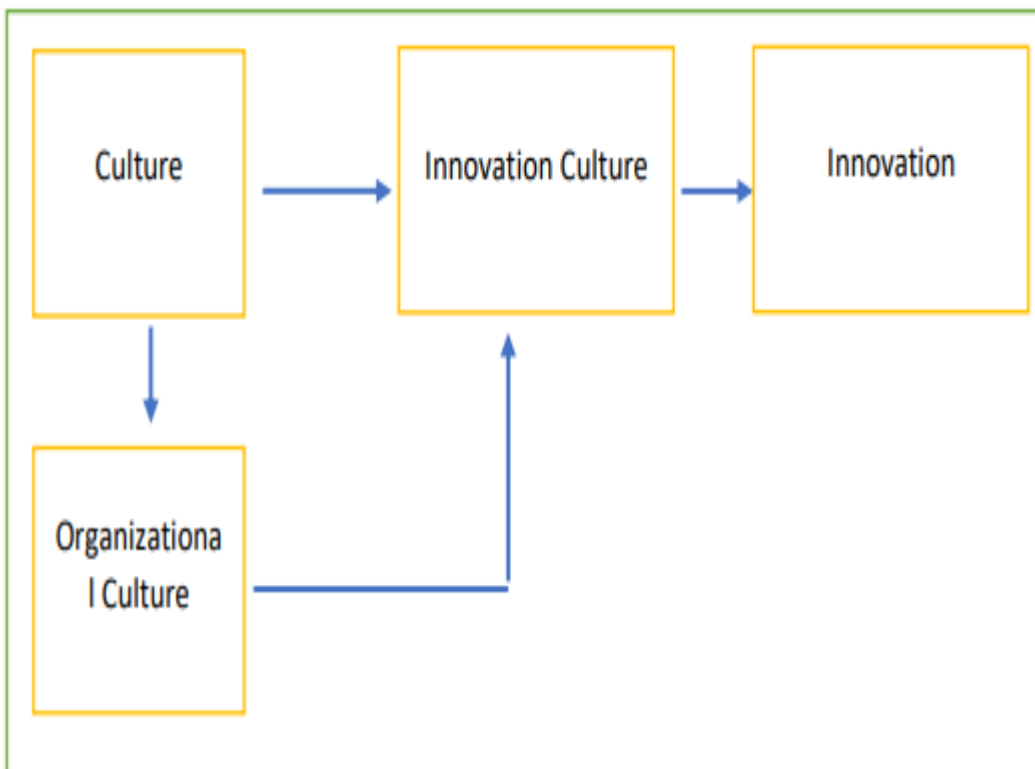 Culture
Innovation Culture
Innovation
Organizationa
l Culture